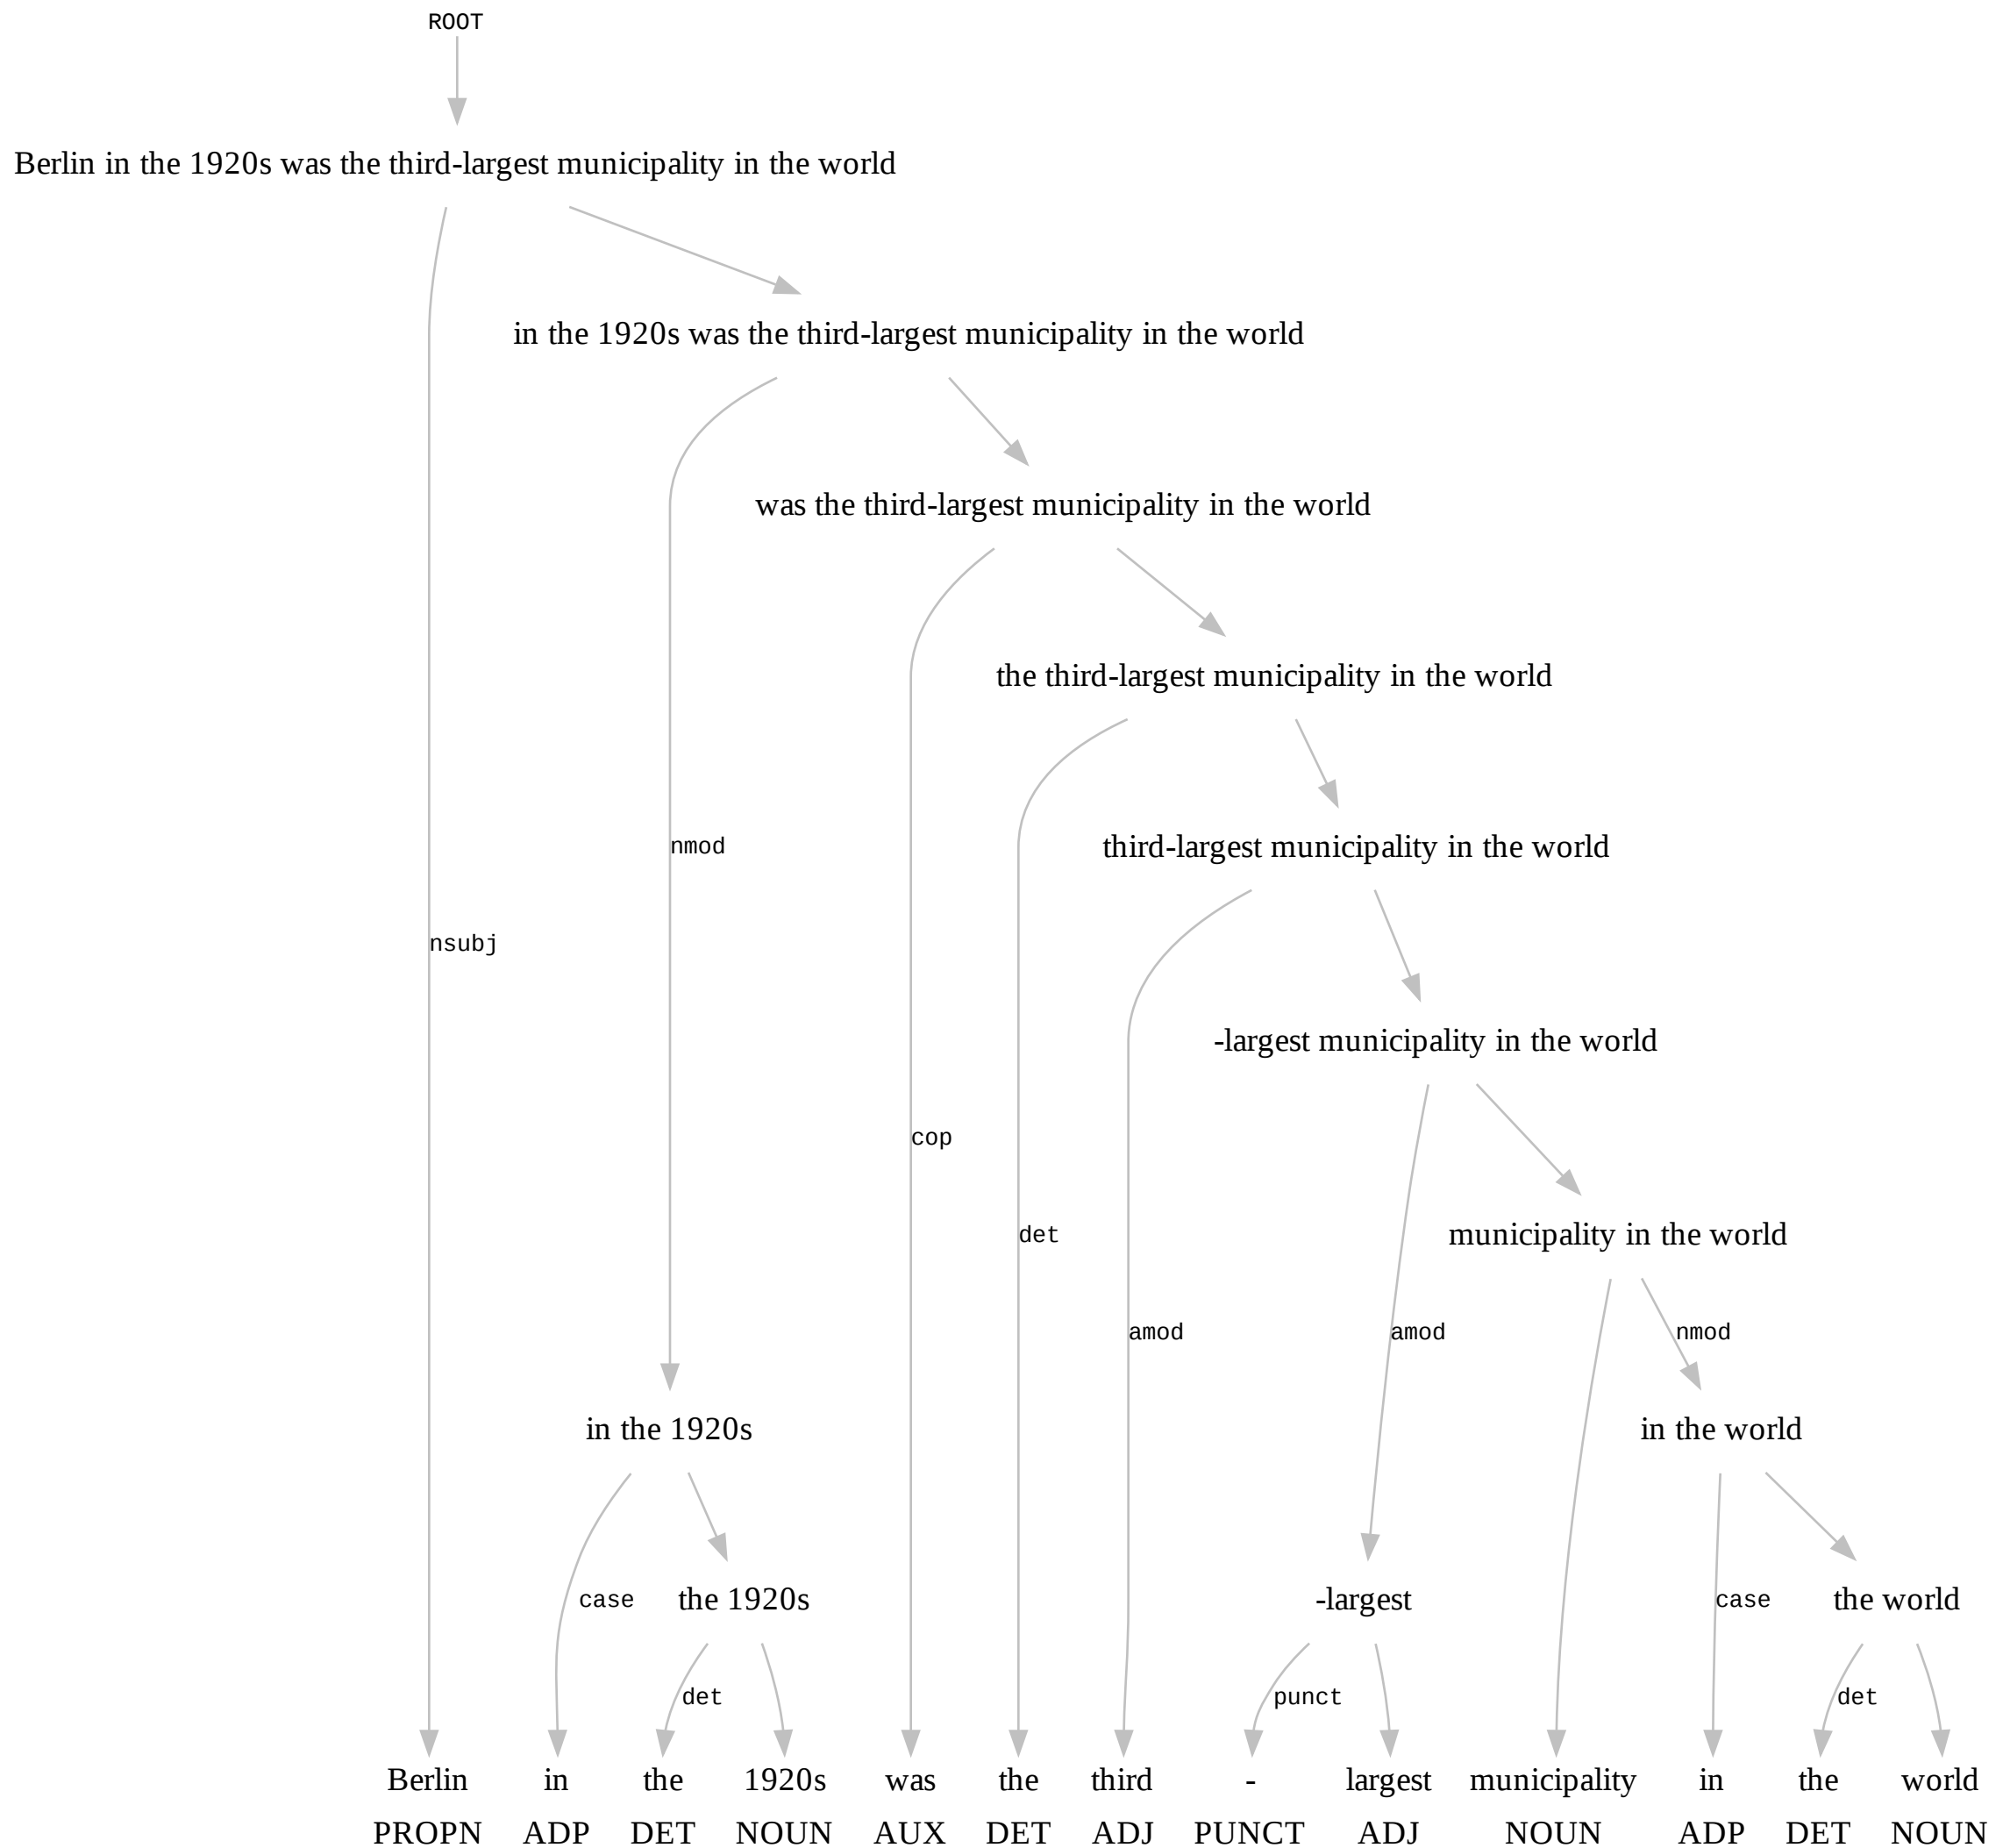 ROOT
Berlin in the 1920s was the third-largest municipality in the world
in the 1920s was the third-largest municipality in the world
was the third-largest municipality in the world
the third-largest municipality in the world
nmod
third-largest municipality in the world
nsubj
-largest municipality in the world
cop
det
municipality in the world
amod
amod
nmod
in the 1920s
in the world
case
the 1920s
-largest
case
the world
det
punct
det
Berlin in the 1920s was the third - largest municipality in the world
PROPN ADP DET NOUN AUX DET ADJ PUNCT ADJ NOUN ADP DET NOUN